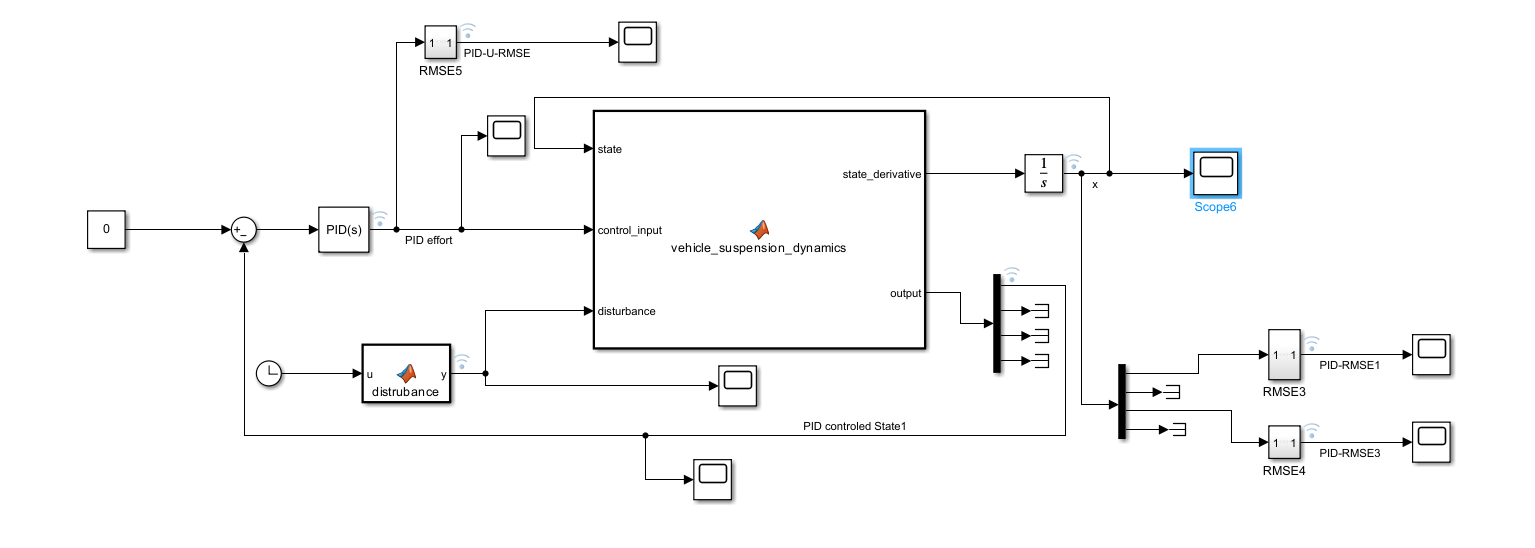 1 1
PID-U-RMSE
RMSE5
state
state_derivative
1
s
x
Scope6
0
+
−
PID(s)
PID effort
control_input
vehicle_suspension_dynamics
output
disturbance
u
y
distrubance
1 1
PID-RMSE1
RMSE3
PID controled State1
1 1
PID-RMSE3
RMSE4